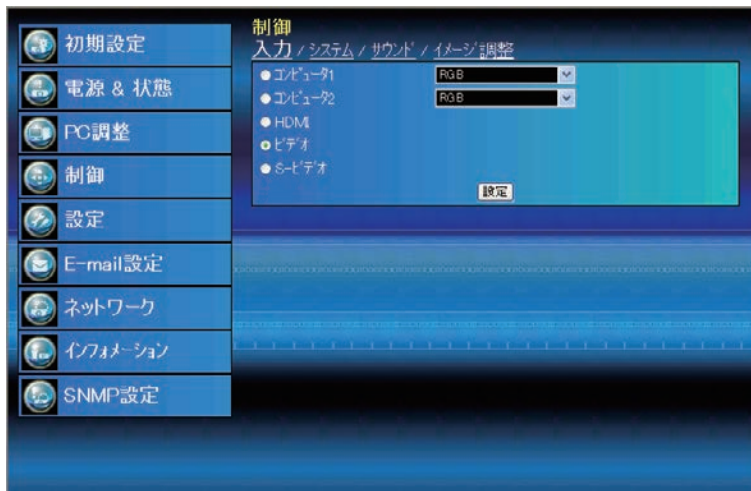 初期設定
電源 & 状態
PC調整
制御
設定
E-mail設定
ネットワーク
インフォメーション
SNMP設定
制御
入力 / システム / サウンド / イメージ調整
コンピュータ1 RGB
コンピュータ2 RGB
HDMI
ビデオ
S-ビデオ
設定